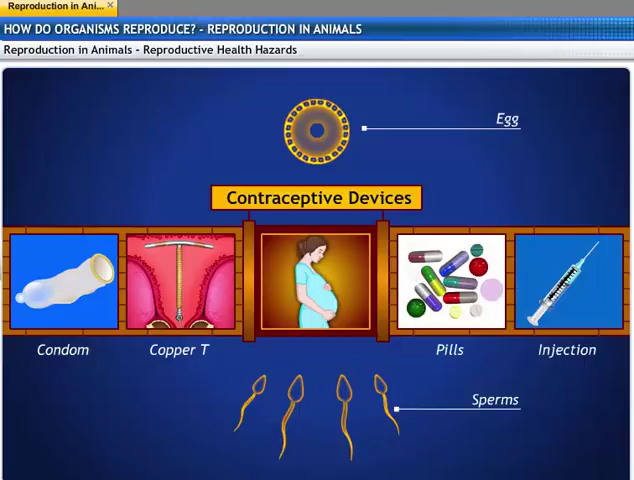 Reproduction in Ani...
HOW DO ORGANISMS REPRODUCE? - REPRODUCTION IN ANIMALS
Reproduction in Animals - Reproductive Health Hazards
Egg
Contraceptive Devices
Condom
Copper T
Pills
Injection
Sperms